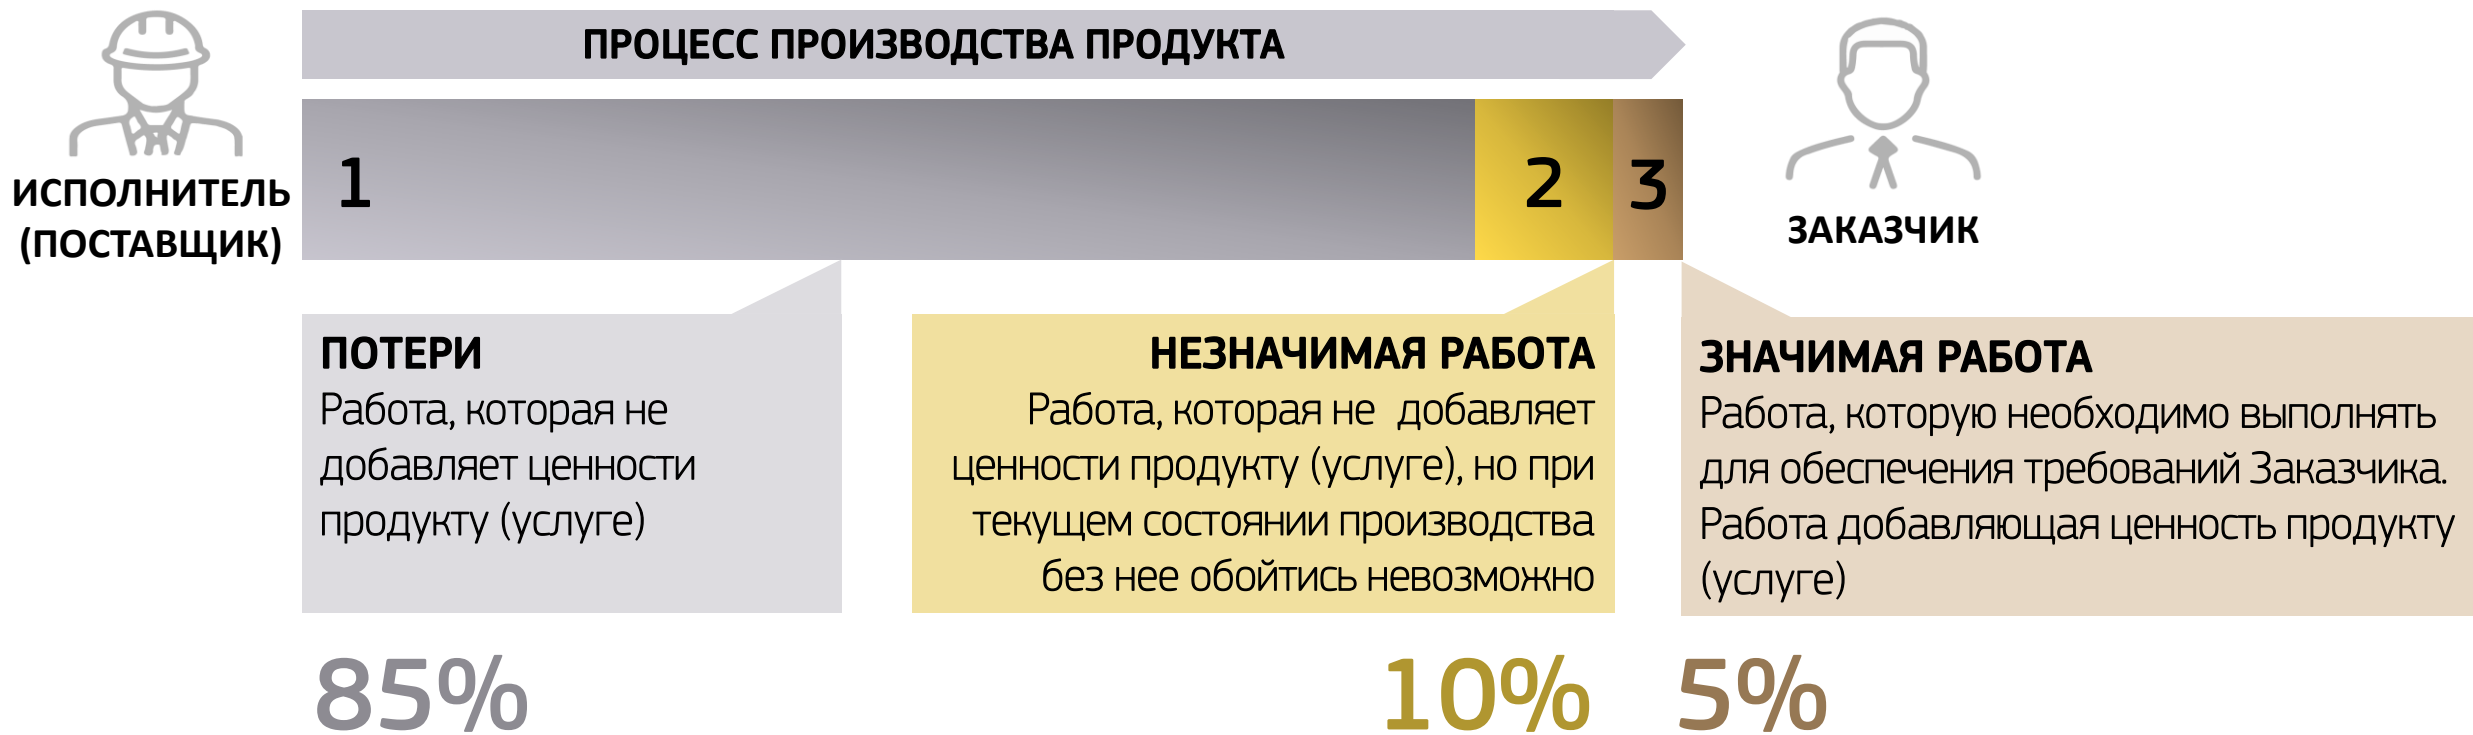 ПРОЦЕСС ПРОИЗВОДСТВА ПРОДУКТА
ИСПОЛНИТЕЛЬ
(ПОСТАВЩИК)
1
2
3
ЗАКАЗЧИК
ПОТЕРИ
Работа, которая не
добавляет ценности
продукту (услуге)
85%
НЕЗНАЧИМАЯ РАБОТА
Работа, которая не добавляет
ценности продукту (услуге), но при
текущем состоянии производства
без нее обойтись невозможно
10%
ЗНАЧИМАЯ РАБОТА
Работа, которую необходимо выполнять
для обеспечения требований Заказчика.
Работа добавляющая ценность продукту
(услуге)
5%